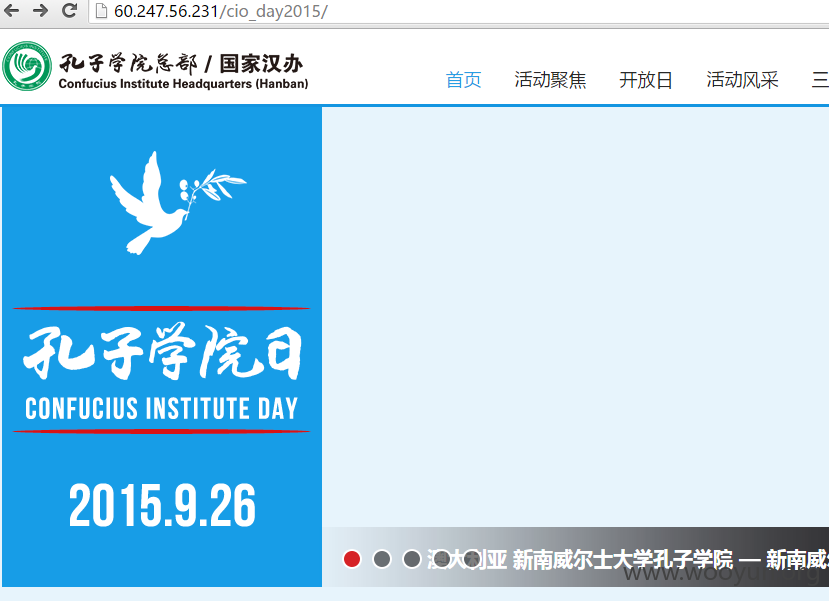 60.247.56.231/cio_day2015/
孔子学院总部 / 国家汉办
Confucius Institute Headquarters (Hanban)
首页 活动聚焦 开放日 活动风采 三
孔子学院日
CONFUCIUS INSTITUTE DAY
2015.9.26
澳大利亚 新南威尔士大学孔子学院 — 新南威尔
www.wooyun.org